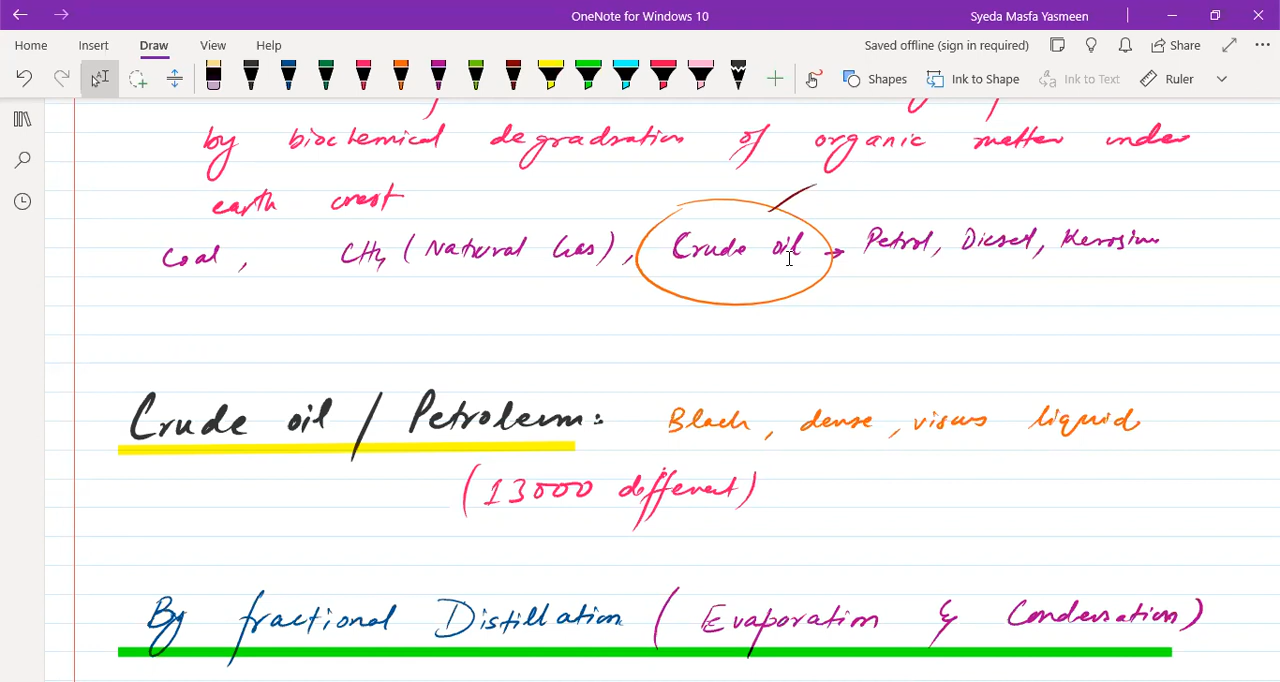 OneNote for Windows 10
Syeda Masfa Yasmeen
Home Insert Draw View Help
Saved offline (sign in required) Share
Shapes Ink to Shape Ink to Text Ruler
by biochemical degradsation of organic matter under
earth crest
Coal, CH4 (Natural Gas), Crude oil → Petrol, Diesel, Kerosine
Crude oil / Petroleum: Black, dense, viscus liquid
(13000 different)
By fractional Distillation (Evaporation & Condensation)